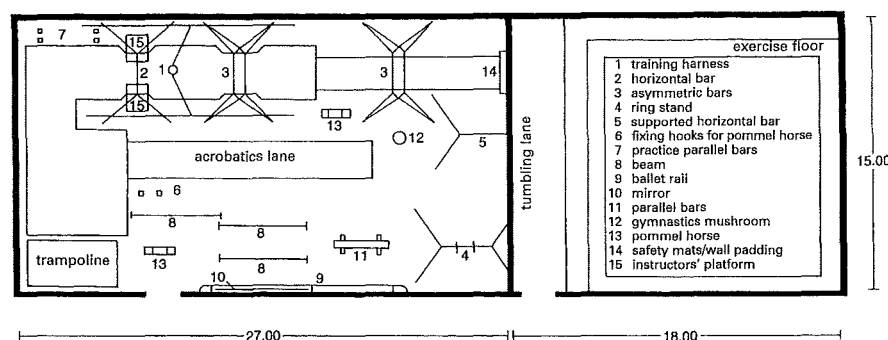 7
15
2
1
3
3
14
15
13
12
5
acrobatics lane
6
8
8
8
trampoline
13
11
4
10
9
tumbling lane
exercise floor
1 training harness
2 horizontal bar
3 asymmetric bars
4 ring stand
5 supported horizontal bar
6 fixing hooks for pommel horse
7 practice parallel bars
8 beam
9 ballet rail
10 mirror
11 parallel bars
12 gymnastics mushroom
13 pommel horse
14 safety mats/wall padding
15 instructors' platform
15.00
27.00
18.00